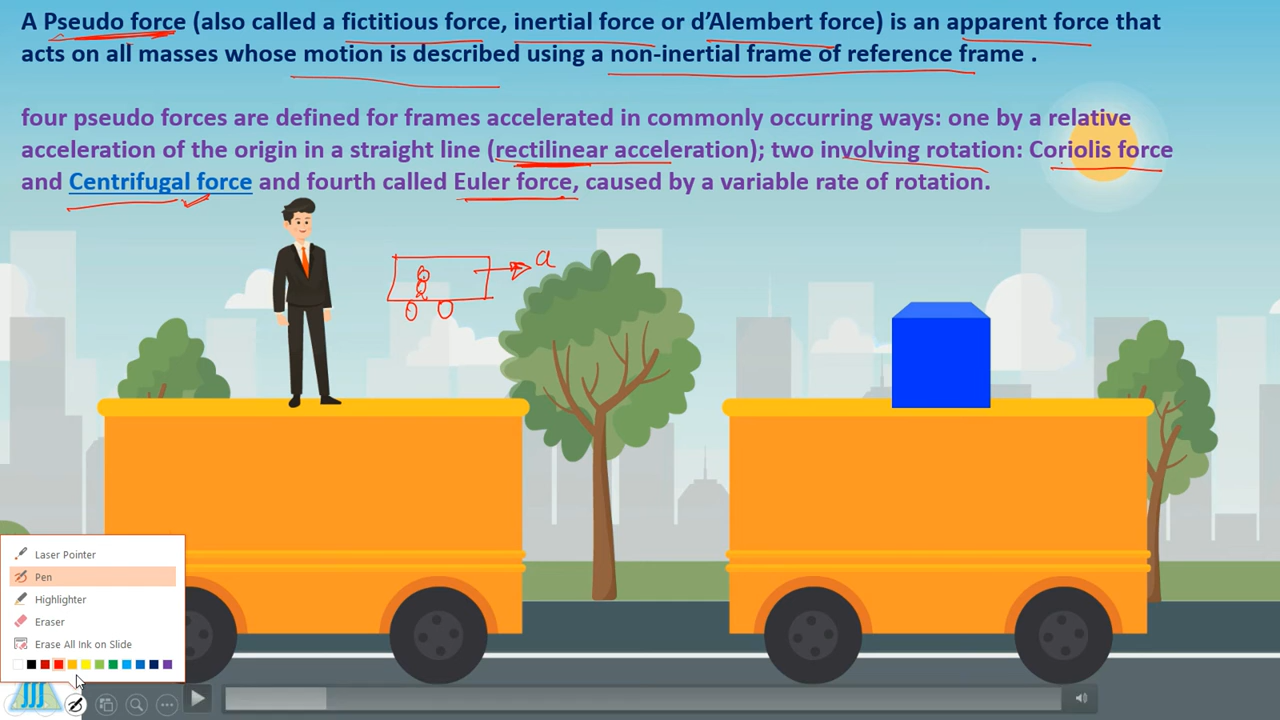 A Pseudo force (also called a fictitious force, inertial force or d’Alembert force) is an apparent force that
acts on all masses whose motion is described using a non-inertial frame of reference frame .
four pseudo forces are defined for frames accelerated in commonly occurring ways: one by a relative
acceleration of the origin in a straight line (rectilinear acceleration); two involving rotation: Coriolis force
and Centrifugal force and fourth called Euler force, caused by a variable rate of rotation.
a
Laser Pointer
Pen
Highlighter
Eraser
Erase All Ink on Slide